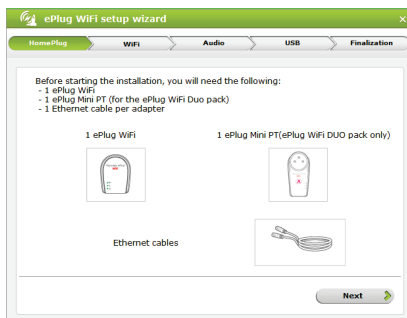 ePlug WiFi setup wizard
HomePlug WiFi Audio USB Finalization
Before starting the installation, you will need the following:
- 1 ePlug WiFi
- 1 ePlug Mini PT (for the ePlug WiFi Duo pack)
- 1 Ethernet cable per adapter
1 ePlug WiFi 1 ePlug Mini PT(ePlug WiFi DUO pack only)
Ethernet cables
Next